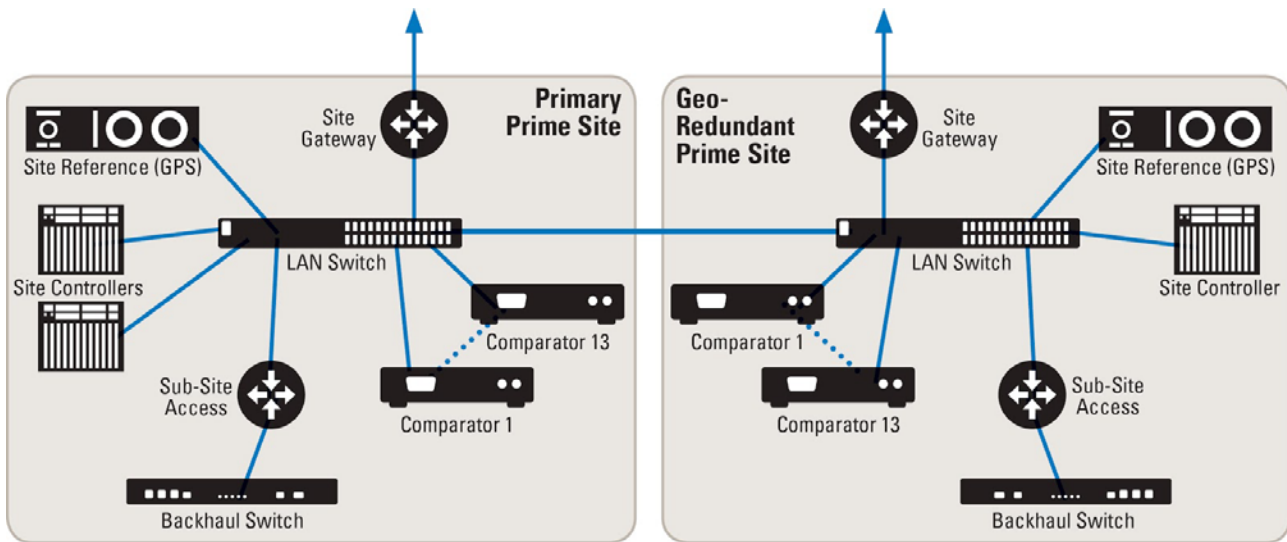 Primary
Prime Site
Site
Gateway
Site Reference (GPS)
LAN Switch
Site Controllers
Comparator 13
Sub-Site
Access
Comparator 1
Backhaul Switch
Geo-
Redundant
Prime Site
Site
Gateway
Site Reference (GPS)
LAN Switch
Site Controller
Comparator 1
Sub-Site
Access
Comparator 13
Backhaul Switch